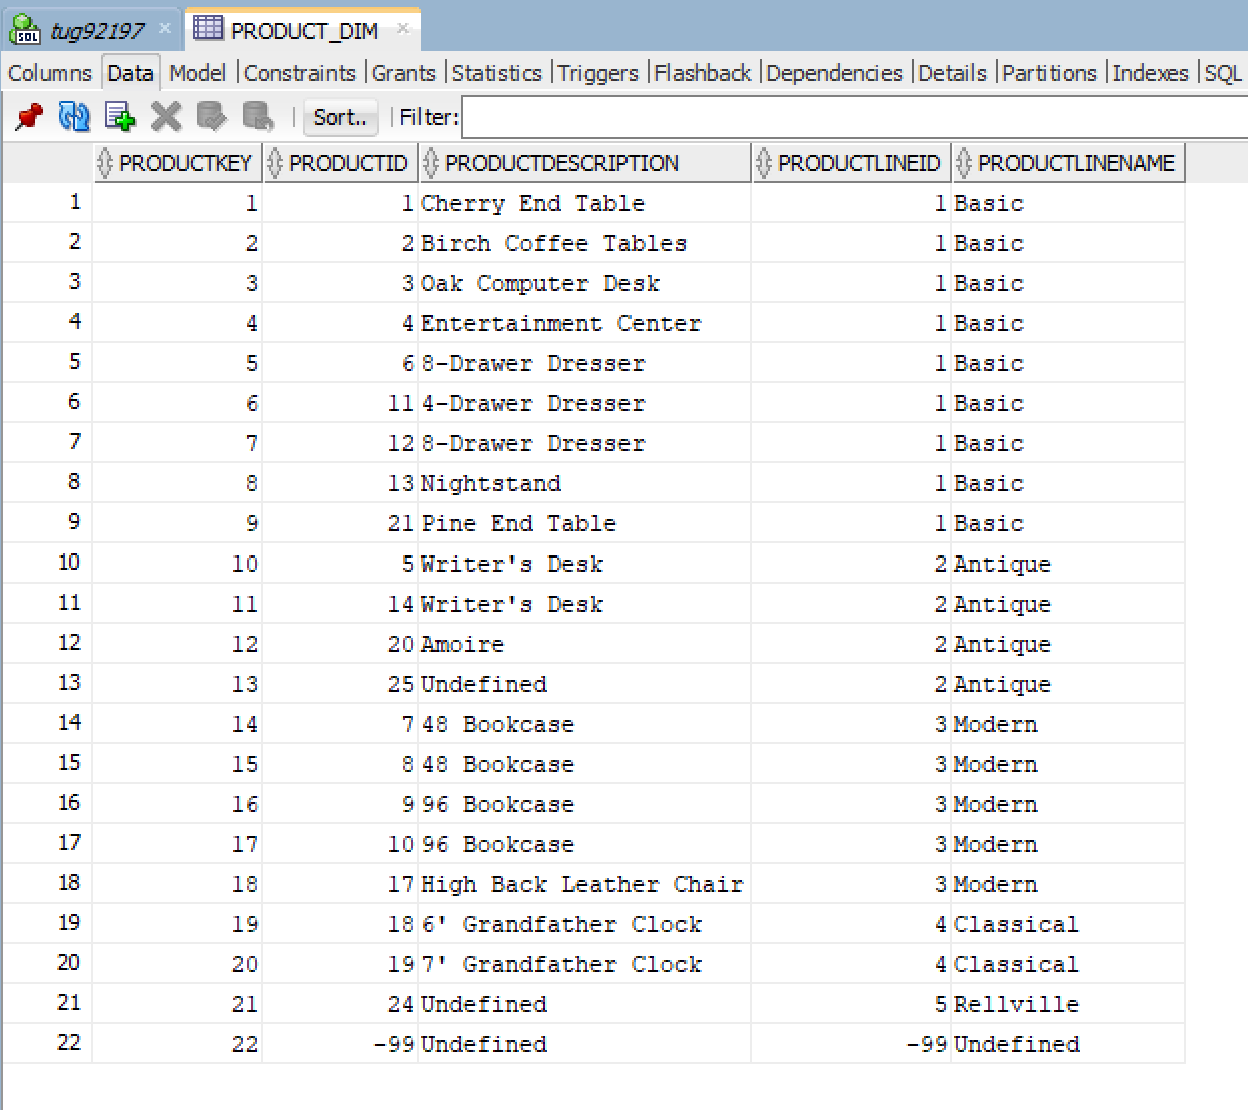 tug92197 PRODUCT_DIM
Columns Data Model Constraints Grants Statistics Triggers Flashback Dependencies Details Partitions Indexes SQL
Sort.. Filter:
PRODUCTKEY PRODUCTID PRODUCTDESCRIPTION PRODUCTLINEID PRODUCTLINENAME
1 1 1 Cherry End Table 1 Basic
2 2 2 Birch Coffee Tables 1 Basic
3 3 3 Oak Computer Desk 1 Basic
4 4 4 Entertainment Center 1 Basic
5 5 6 8-Drawer Dresser 1 Basic
6 6 11 4-Drawer Dresser 1 Basic
7 7 12 8-Drawer Dresser 1 Basic
8 8 13 Nightstand 1 Basic
9 9 21 Pine End Table 1 Basic
10 10 5 Writer's Desk 2 Antique
11 11 14 Writer's Desk 2 Antique
12 12 20 Amoire 2 Antique
13 13 25 Undefined 2 Antique
14 14 7 48 Bookcase 3 Modern
15 15 8 48 Bookcase 3 Modern
16 16 9 96 Bookcase 3 Modern
17 17 10 96 Bookcase 3 Modern
18 18 17 High Back Leather Chair 3 Modern
19 19 18 6' Grandfather Clock 4 Classical
20 20 19 7' Grandfather Clock 4 Classical
21 21 24 Undefined 5 Rellville
22 22 -99 Undefined -99 Undefined